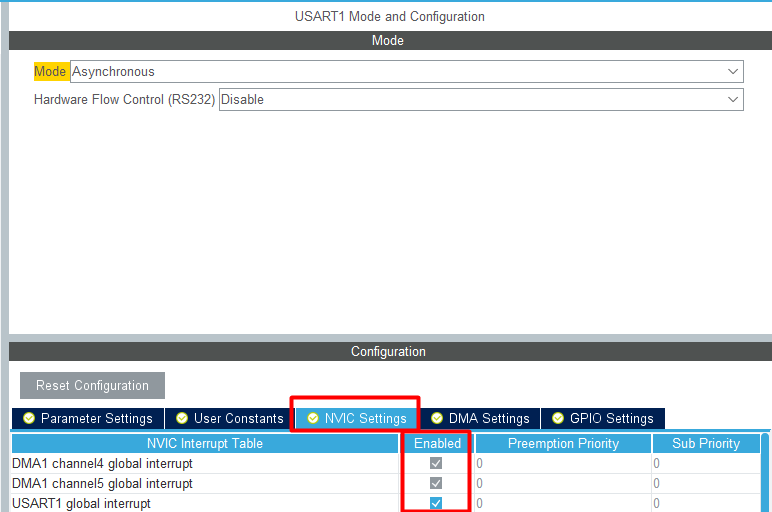 USART1 Mode and Configuration
Mode
Mode Asynchronous
Hardware Flow Control (RS232) Disable
Configuration
Reset Configuration
Parameter Settings User Constants NVIC Settings DMA Settings GPIO Settings
NVIC Interrupt Table Enabled Preemption Priority Sub Priority
DMA1 channel4 global interrupt 0 0
DMA1 channel5 global interrupt 0 0
USART1 global interrupt 0 0